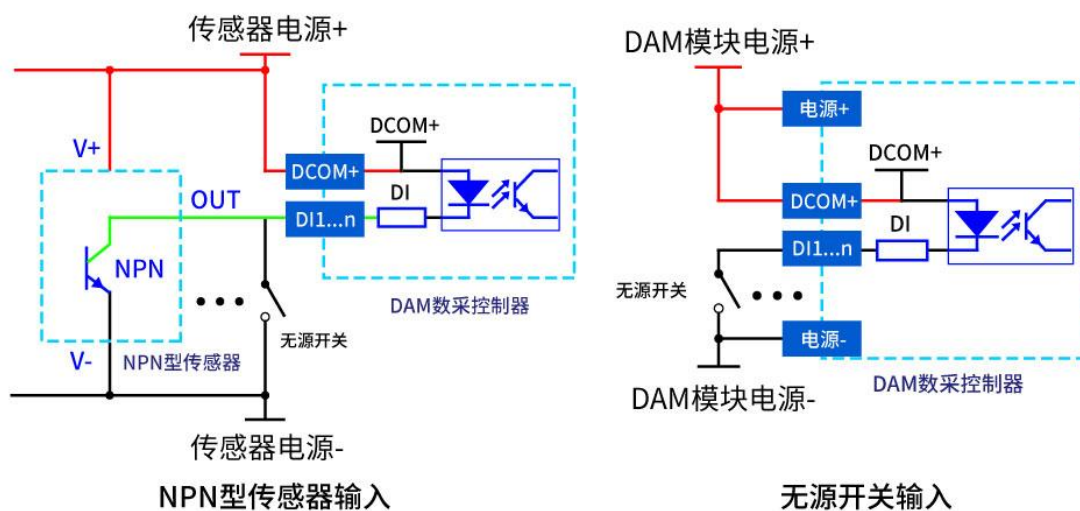 传感器电源+
V+
DCOM+
DCOM+
DI
OUT
DI1...n
NPN
DAM数采控制器
无源开关
V-
NPN型传感器
传感器电源-
NPN型传感器输入
DAM模块电源+
电源+
DCOM+
DCOM+
DI
DI1...n
无源开关
电源-
DAM数采控制器
DAM模块电源-
无源开关输入